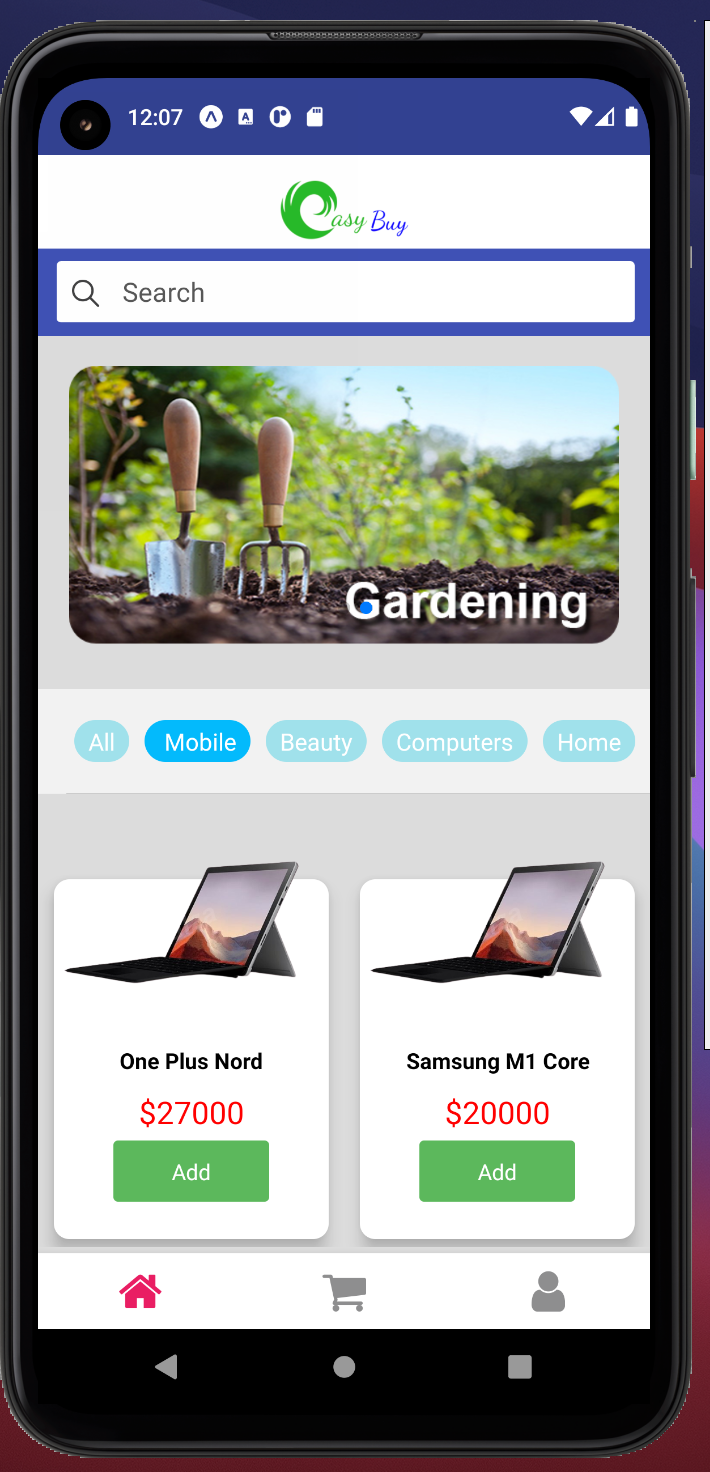 12:07
easy Buy
Search
Gardening
All Mobile Beauty Computers Home
One Plus Nord Samsung M1 Core
$27000 $20000
Add Add